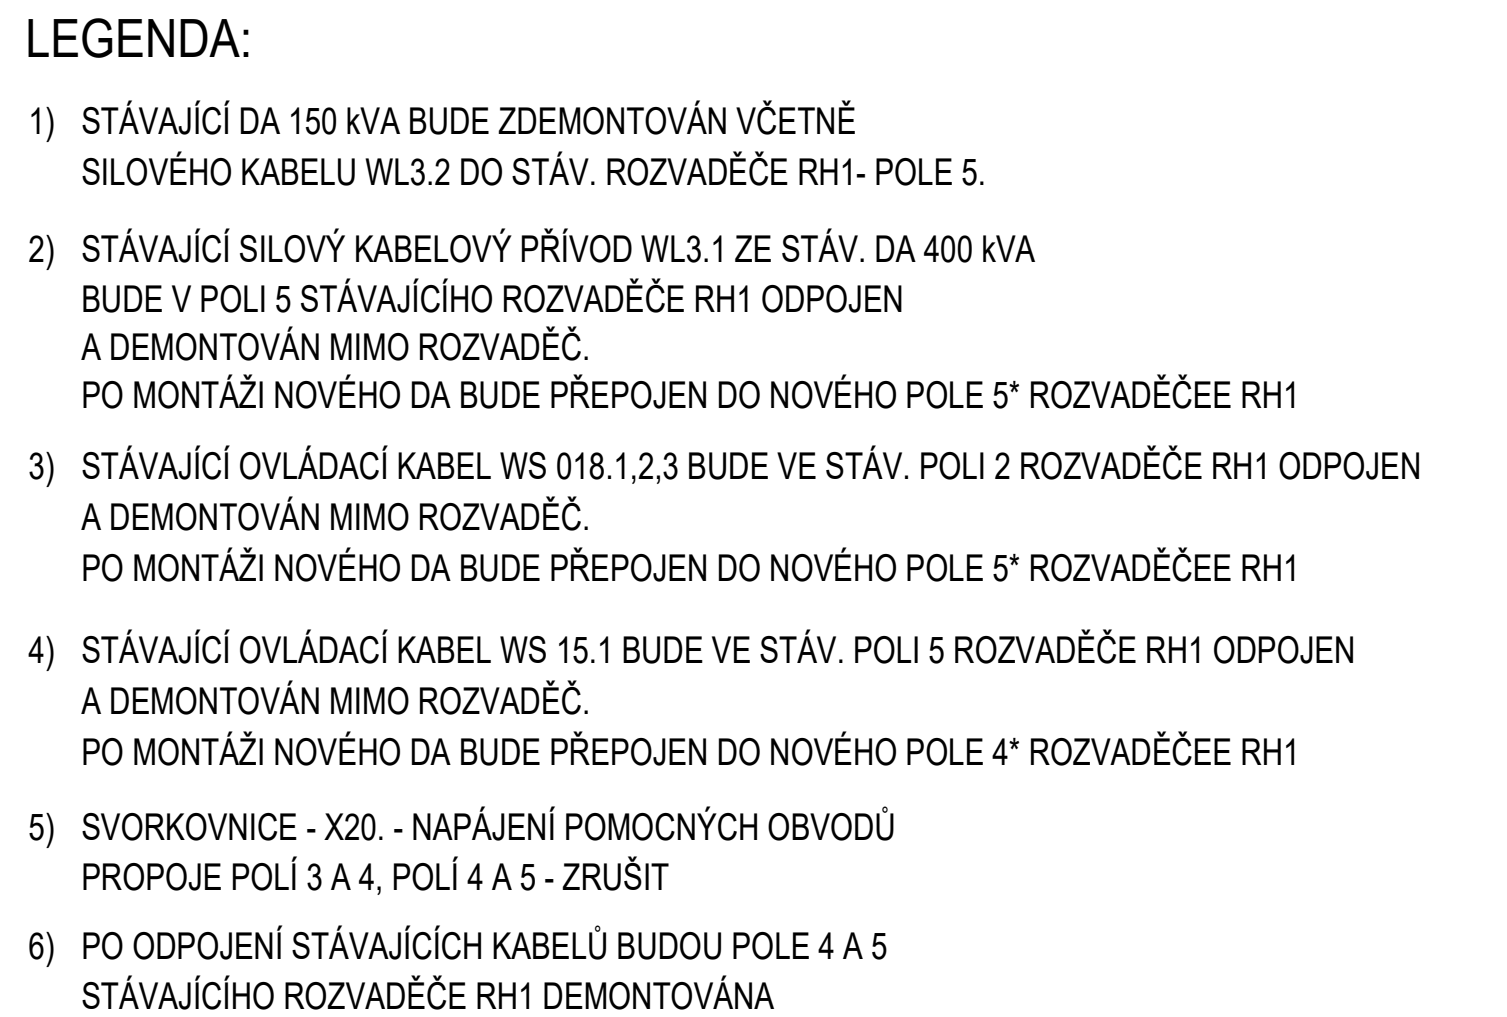 LEGENDA:
1) STÁVAJÍCÍ DA 150 kVA BUDE ZDEMONTOVÁN VČETNĚ
SILOVÉHO KABELU WL3.2 DO STÁV. ROZVADĚČE RH1- POLE 5.
2) STÁVAJÍCÍ SILOVÝ KABELOVÝ PŘÍVOD WL3.1 ZE STÁV. DA 400 kVA
BUDE V POLI 5 STÁVAJÍCÍHO ROZVADĚČE RH1 ODPOJEN
A DEMONTOVÁN MIMO ROZVADĚČ.
PO MONTÁŽI NOVÉHO DA BUDE PŘEPOJEN DO NOVÉHO POLE 5* ROZVADĚČEE RH1
3) STÁVAJÍCÍ OVLÁDACÍ KABEL WS 018.1,2,3 BUDE VE STÁV. POLI 2 ROZVADĚČE RH1 ODPOJEN
A DEMONTOVÁN MIMO ROZVADĚČ.
PO MONTÁŽI NOVÉHO DA BUDE PŘEPOJEN DO NOVÉHO POLE 5* ROZVADĚČEE RH1
4) STÁVAJÍCÍ OVLÁDACÍ KABEL WS 15.1 BUDE VE STÁV. POLI 5 ROZVADĚČE RH1 ODPOJEN
A DEMONTOVÁN MIMO ROZVADĚČ.
PO MONTÁŽI NOVÉHO DA BUDE PŘEPOJEN DO NOVÉHO POLE 4* ROZVADĚČEE RH1
5) SVORKOVNICE - X20. - NAPÁJENÍ POMOCNÝCH OBVODŮ
PROPOJE POLÍ 3 A 4, POLÍ 4 A 5 - ZRUŠIT
6) PO ODPOJENÍ STÁVAJÍCÍCH KABELŮ BUDOU POLE 4 A 5
STÁVAJÍCÍHO ROZVADĚČE RH1 DEMONTOVÁNA